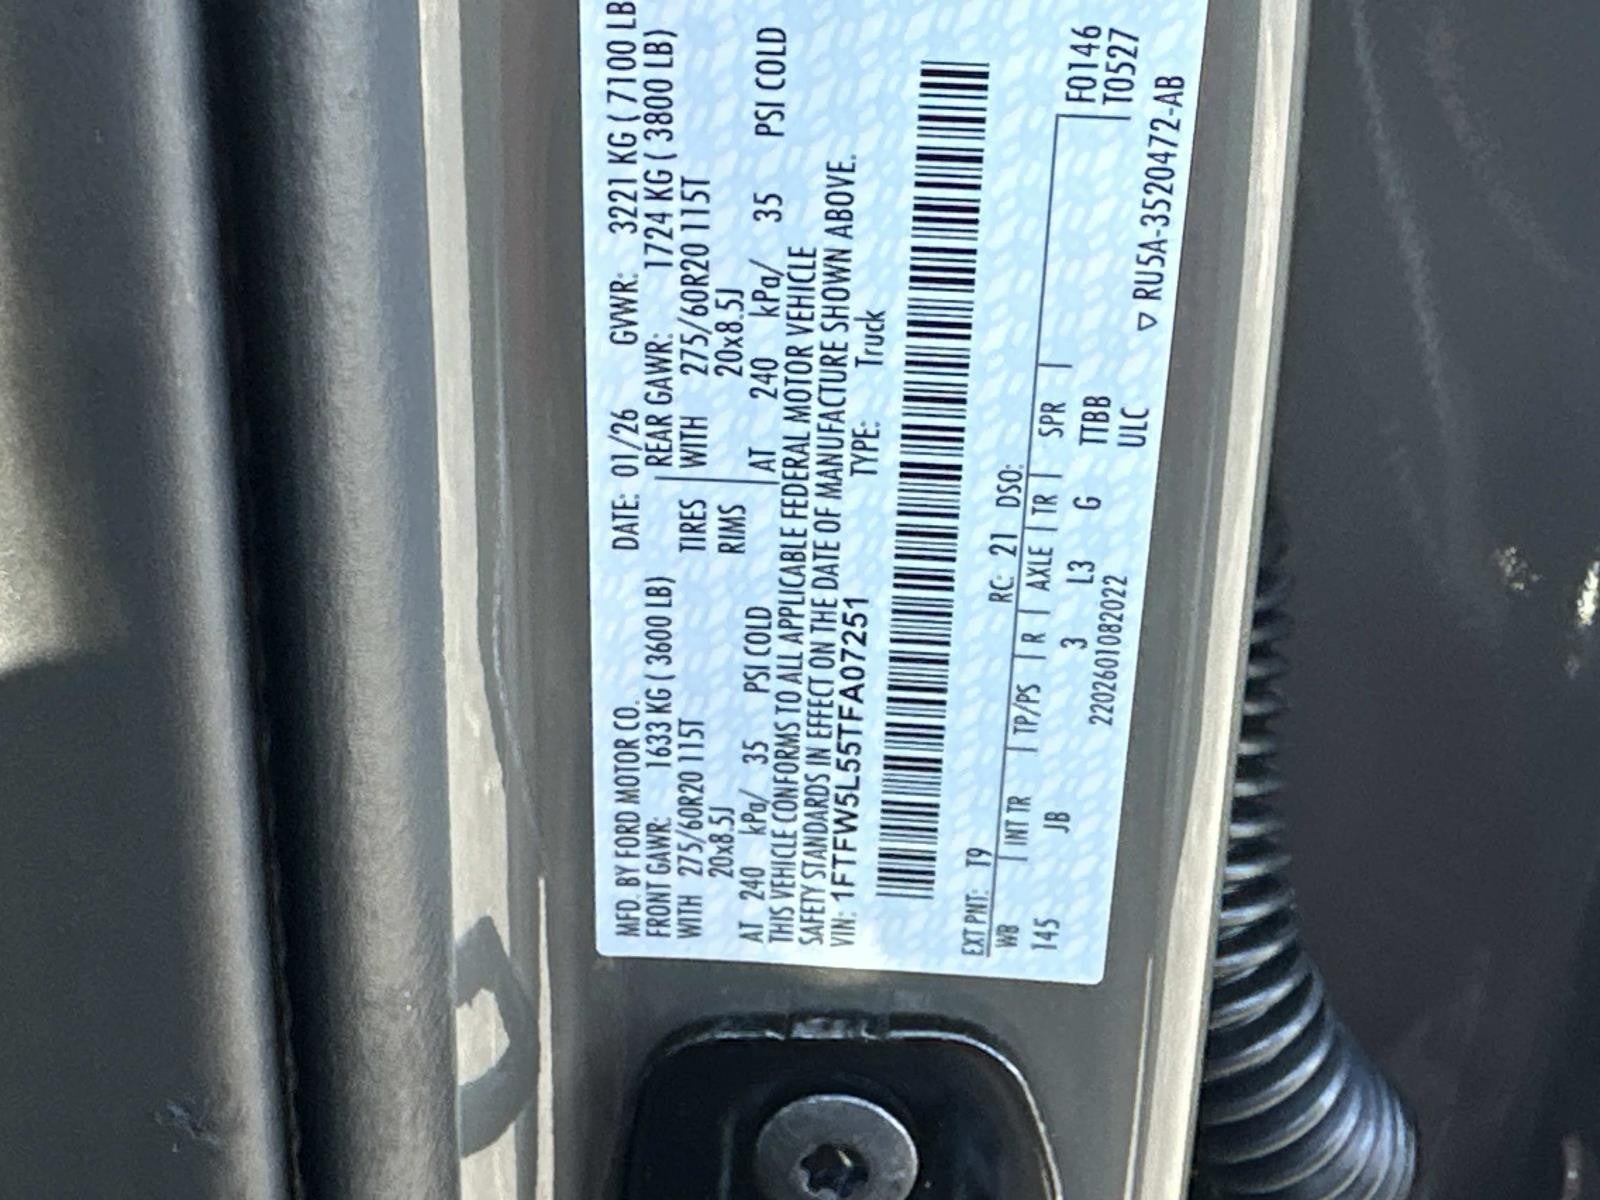 MFD. BY FORD MOTOR CO. DATE: 01/26 GVWR: 3221 KG ( 7100 LB
FRONT GAWR: 1633 KG ( 3600 LB) REAR GAWR: 1724 KG ( 3800 LB)
WITH 275/60R20 115T TIRES WITH 275/60R20 115T
20x8.5J RIMS 20x8.5J
AT 240 kPa/ 35 PSI COLD AT 240 kPa/ 35 PSI COLD
THIS VEHICLE CONFORMS TO ALL APPLICABLE FEDERAL MOTOR VEHICLE
SAFETY STANDARDS IN EFFECT ON THE DATE OF MANUFACTURE SHOWN ABOVE.
VIN: 1FTFW5L55TFA07251 TYPE: Truck
EXT PNT: T9 RC: 21 DSO: F0146
WB INT TR TP/PS R AXLE TR SPR T0527
145 JB 3 L3 G TTBB
2202601082022 ULC ▽ RU5A-3520472-AB